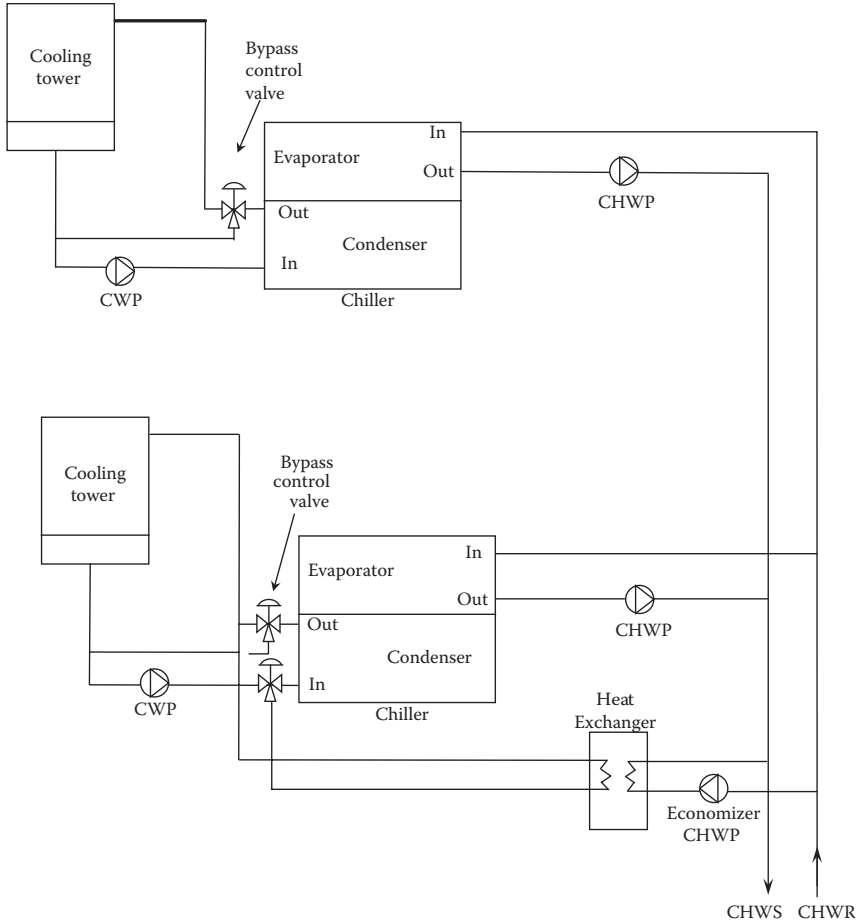 Cooling
tower
Bypass
control
valve
In
Evaporator
Out
CHWP
Out
Condenser
In
CWP
Chiller
Cooling
tower
Bypass
control
valve
In
Evaporator
Out
CHWP
Out
Condenser
In
CWP
Chiller
Heat
Exchanger
Economizer
CHWP
CHWS CHWR